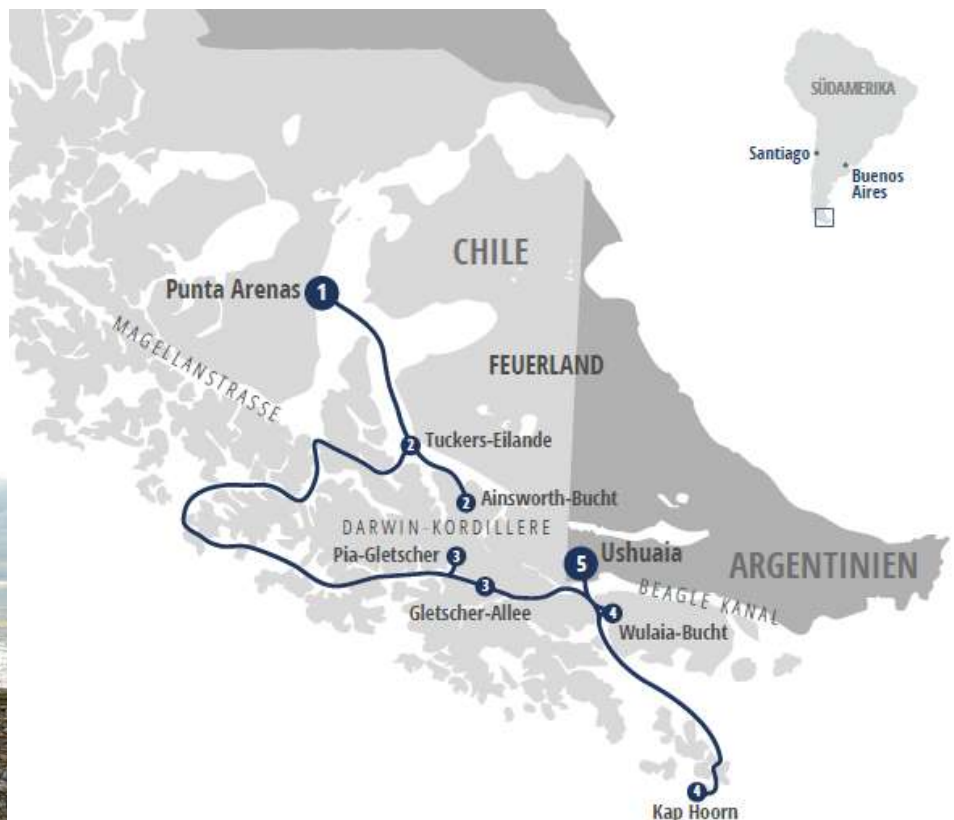 SÜDAMERIKA
Santiago
Buenos
Aires
CHILE
Punta Arenas
1
MAGELLANSTRASSE
FEUERLAND
2
Tuckers-Eilande
2
Ainsworth-Bucht
DARWIN-KORDILLERE
Pia-Gletscher
3
5
Ushuaia
ARGENTINIEN
3
BEAGLE KANAL
Gletscher-Allee
4
Wulaia-Bucht
4
Kap Hoorn